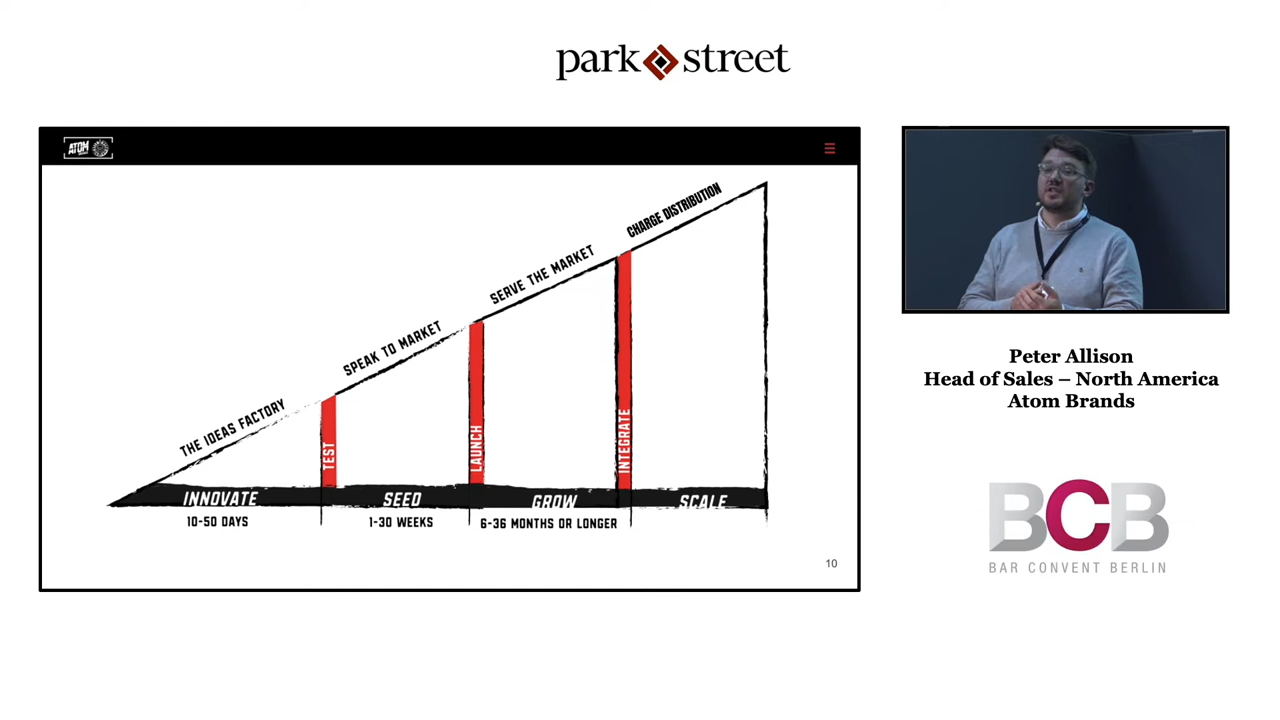 park street
ATOM
CHARGE DISTRIBUTION
SERVE THE MARKET
SPEAK TO MARKET
THE IDEAS FACTORY
TEST
LAUNCH
INTEGRATE
INNOVATE
SEED
GROW
SCALE
10-50 DAYS
1-30 WEEKS
6-36 MONTHS OR LONGER
10
Peter Allison
Head of Sales – North America
Atom Brands
BCB
BAR CONVENT BERLIN